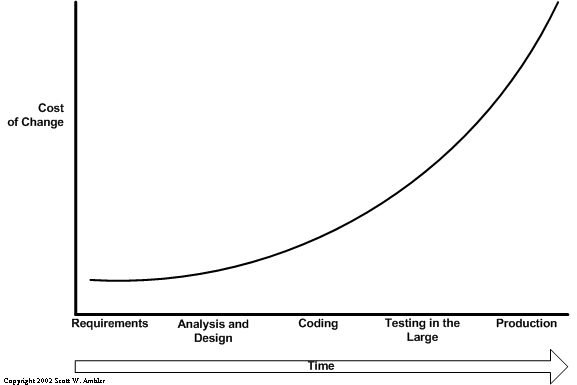 Cost
of Change
Requirements
Analysis and
Design
Coding
Testing in the
Large
Production
Time
Copyright 2002 Scott W. Ambler